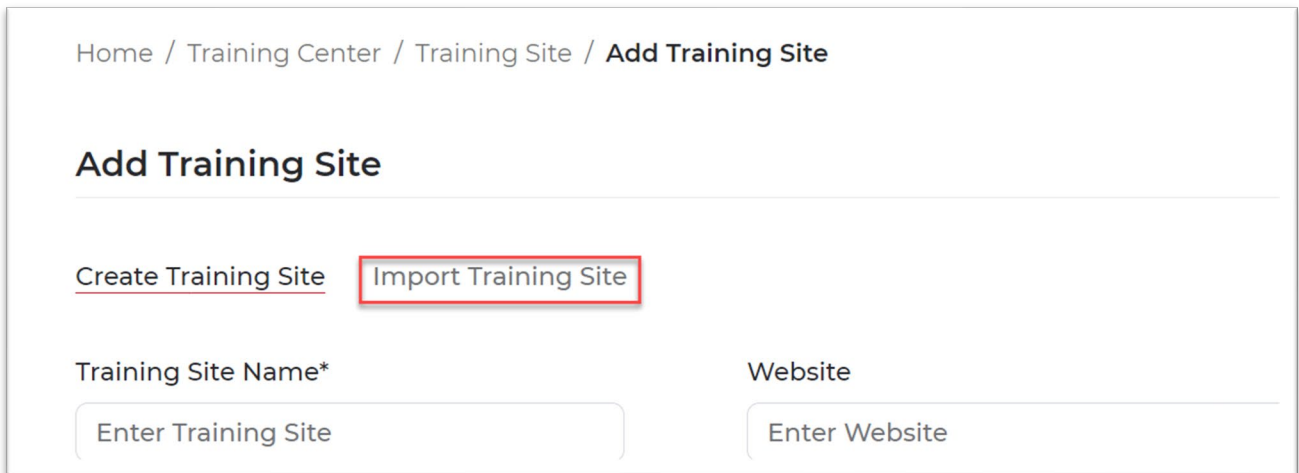 Home / Training Center / Training Site / Add Training Site
Add Training Site
Create Training Site Import Training Site
Training Site Name* Website
Enter Training Site Enter Website